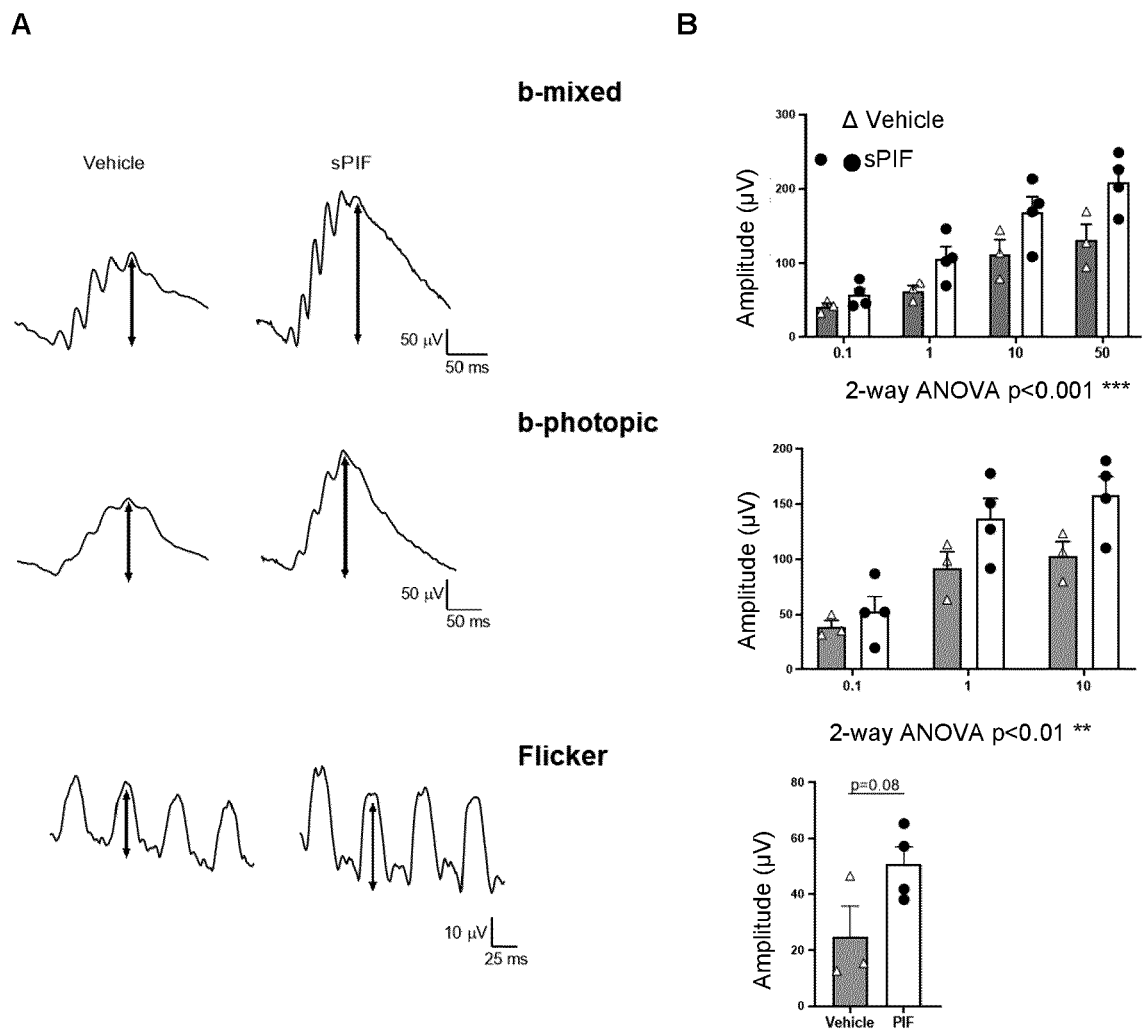 A
B
b-mixed
Vehicle
sPIF
50 µV
50 ms
300
200
100
0
Amplitude (µV)
Δ Vehicle
● ● sPIF
0.1 1 10 50
2-way ANOVA p<0.001 ***
b-photopic
50 µV
50 ms
200
150
100
50
0
Amplitude (µV)
0.1 1 10
2-way ANOVA p<0.01 **
Flicker
10 µV
25 ms
80
60
40
20
0
Amplitude (µV)
p=0.08
Vehicle PIF